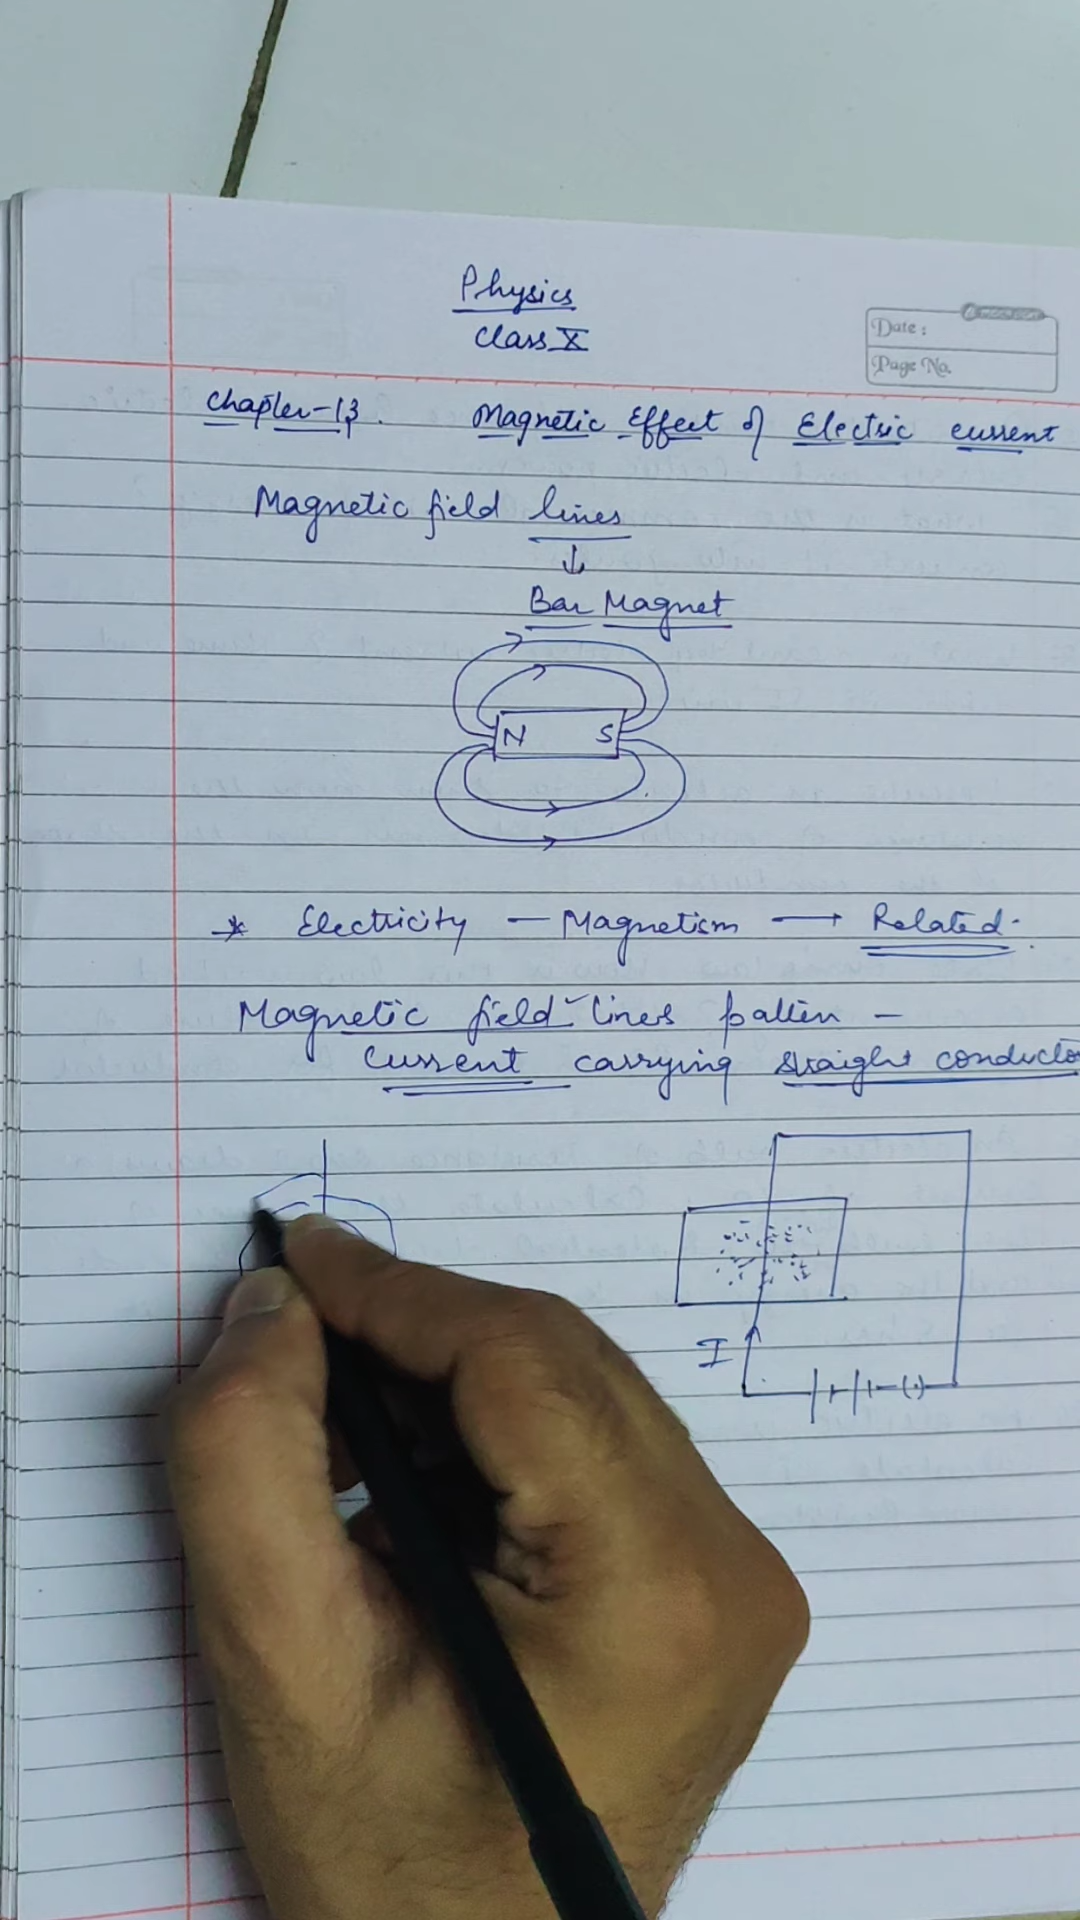 Physics
Class X
Date :
Page No.
Chapter-13. Magnetic Effect of Electric current
Magnetic field lines
↓
Bar Magnet
N S
* Electricity — Magnetism → Related.
Magnetic field lines patten —
Current carrying straight conducto
I